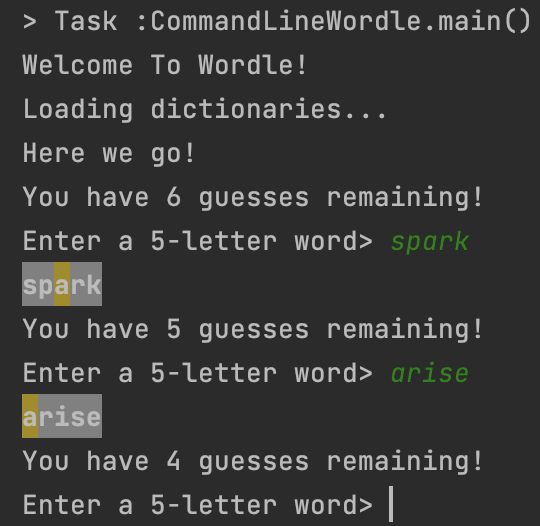 > Task :CommandLineWordle.main()
Welcome To Wordle!
Loading dictionaries...
Here we go!
You have 6 guesses remaining!
Enter a 5-letter word> spark
spark
You have 5 guesses remaining!
Enter a 5-letter word> arise
arise
You have 4 guesses remaining!
Enter a 5-letter word>